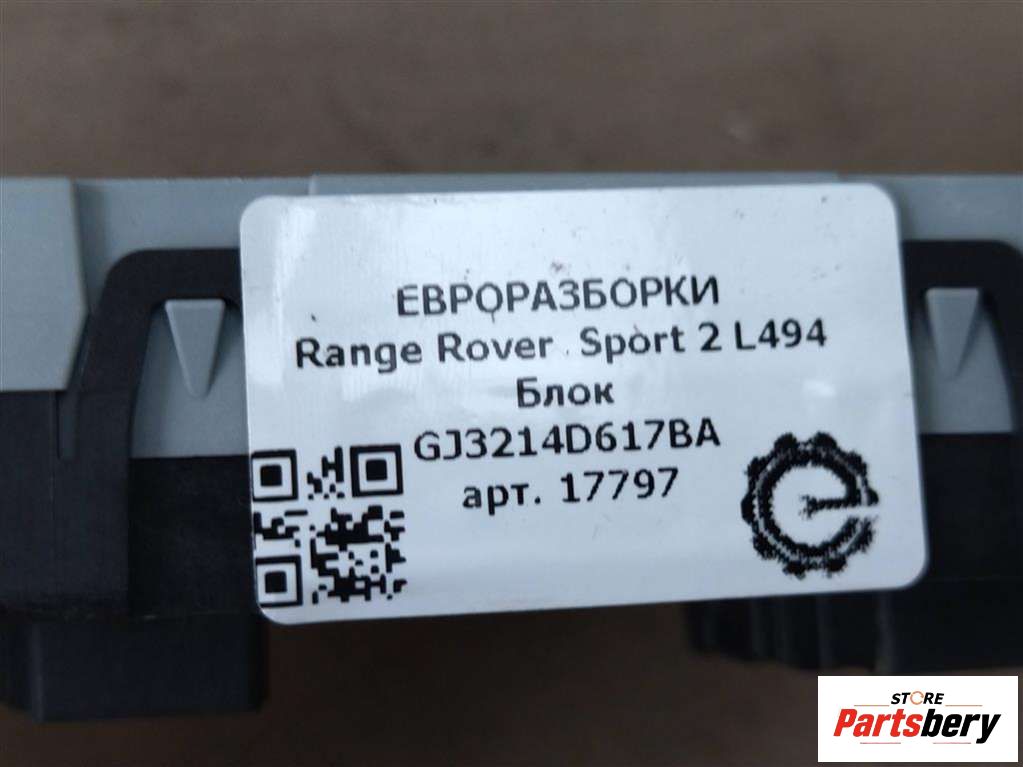 ЕВРОРАЗБОРКИ
Range Rover Sport 2 L494
Блок
GJ3214D617BA
арт. 17797
STORE
Partsbery